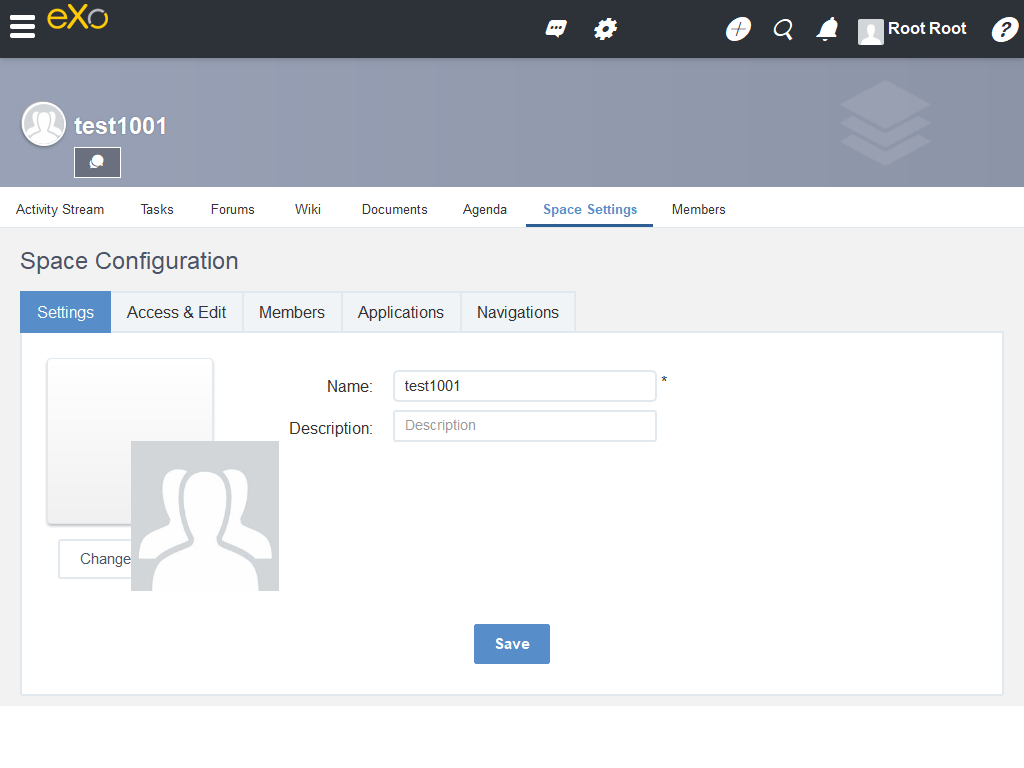 eXo
Root Root
?
test1001
Activity Stream Tasks Forums Wiki Documents Agenda Space Settings Members
Space Configuration
Settings Access & Edit Members Applications Navigations
Name: test1001 *
Description: Description
Change
Save